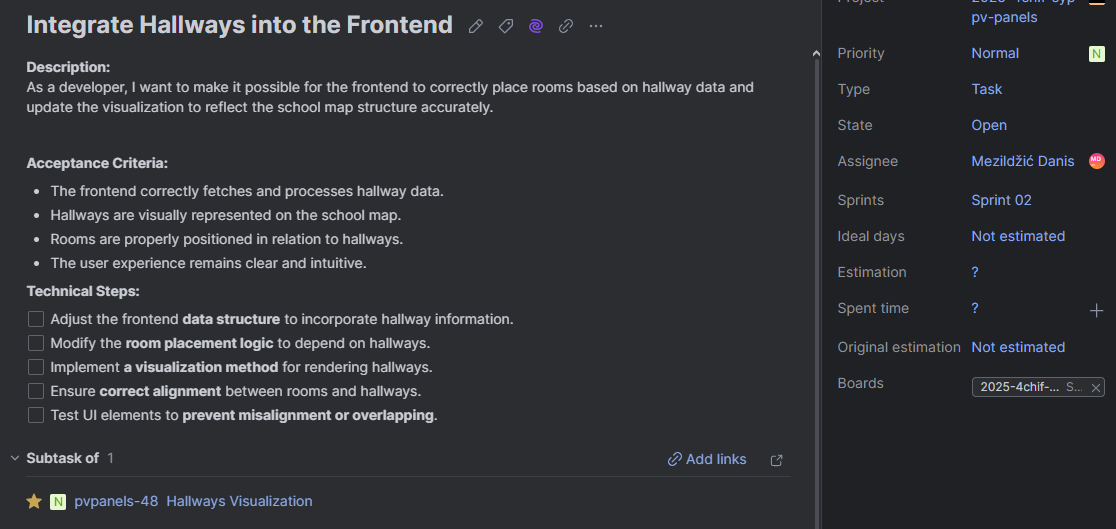 Integrate Hallways into the Frontend
Description:
As a developer, I want to make it possible for the frontend to correctly place rooms based on hallway data and
update the visualization to reflect the school map structure accurately.
Acceptance Criteria:
• The frontend correctly fetches and processes hallway data.
• Hallways are visually represented on the school map.
• Rooms are properly positioned in relation to hallways.
• The user experience remains clear and intuitive.
Technical Steps:
Adjust the frontend data structure to incorporate hallway information.
Modify the room placement logic to depend on hallways.
Implement a visualization method for rendering hallways.
Ensure correct alignment between rooms and hallways.
Test UI elements to prevent misalignment or overlapping.
Subtask of 1
Add links
N pvpanels-48 Hallways Visualization
pv-panels
Priority Normal N
Type Task
State Open
Assignee Mezildžić Danis MD
Sprints Sprint 02
Ideal days Not estimated
Estimation ?
Spent time ?
Original estimation Not estimated
Boards 2025-4chif-... S...